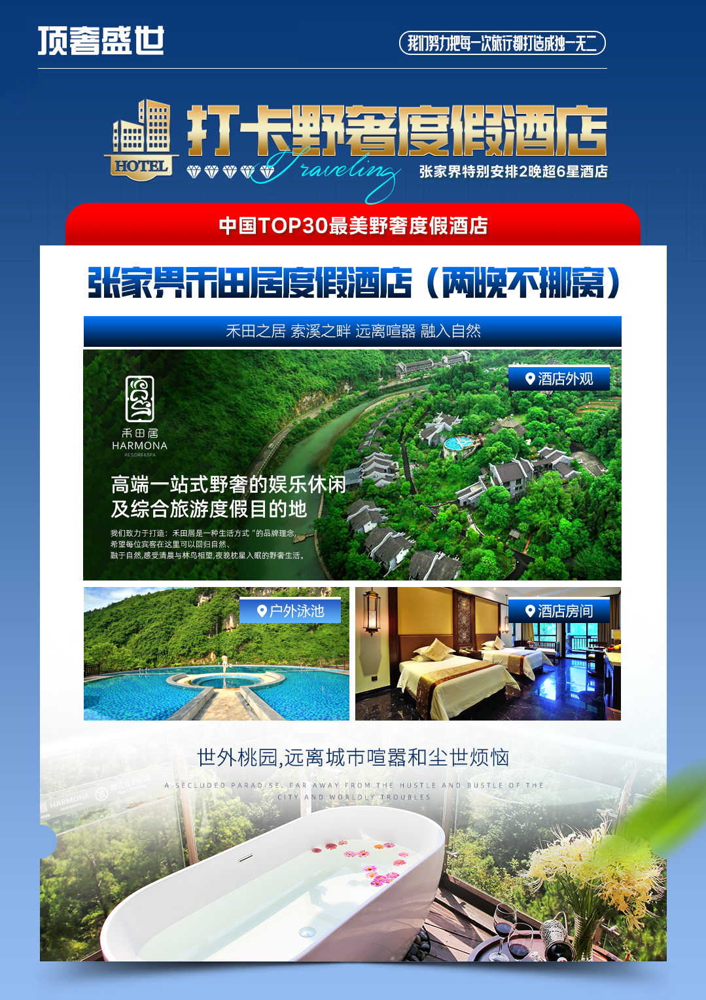 顶奢盛世
我们努力把每一次旅行都打造成独一无二
打卡野奢度假酒店
HOTEL
Traveling
张家界特别安排2晚超6星酒店
中国TOP30最美野奢度假酒店
张家界禾田居度假酒店（两晚不挪窝）
禾田之居 索溪之畔 远离喧嚣 融入自然
酒店外观
禾田居
HARMONA
RESORT&SPA
高端一站式野奢的娱乐休闲
及综合旅游度假目的地
我们致力于打造：禾田居是一种生活方式“的品牌理念,
希望每位宾客在这里可以回归自然、
融于自然,感受清晨与林鸟相望,夜晚枕星入眠的野奢生活。
户外泳池
酒店房间
世外桃园,远离城市喧嚣和尘世烦恼
A SECLUDED PARADISE, FAR AWAY FROM THE HUSTLE AND BUSTLE OF THE
CITY AND WORLDLY TROUBLES
HARMONA